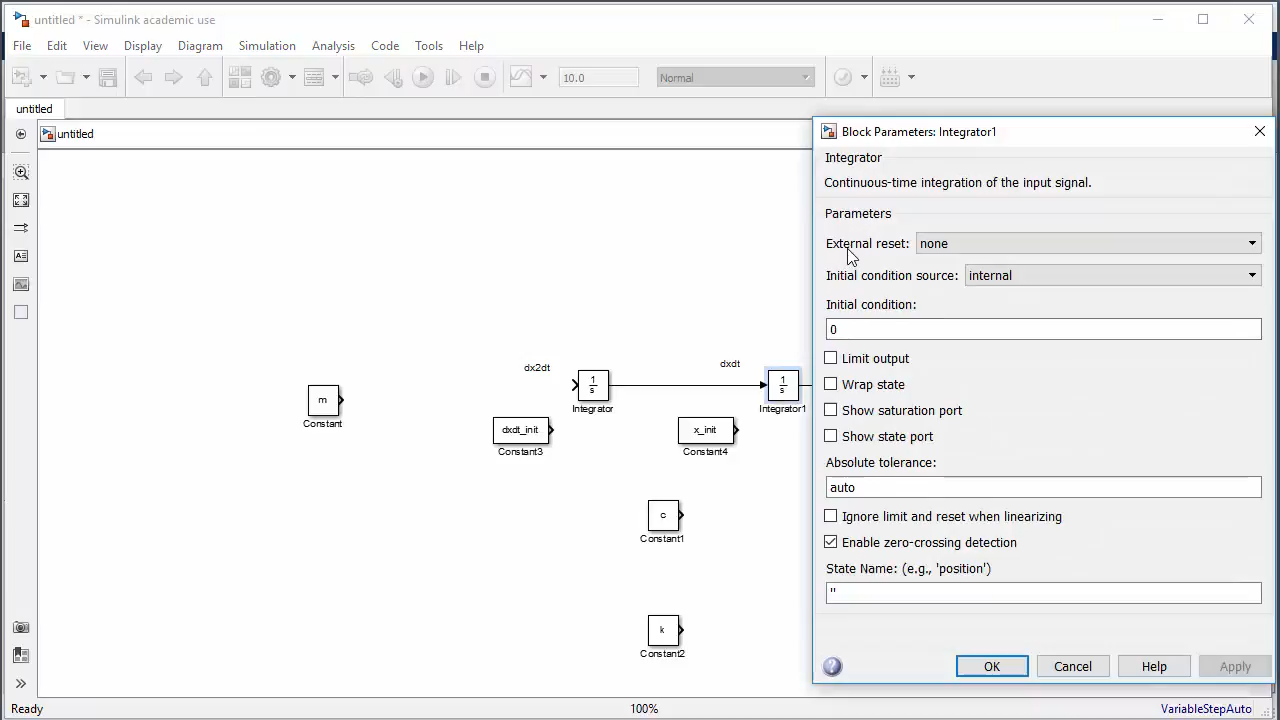 untitled * - Simulink academic use
File Edit View Display Diagram Simulation Analysis Code Tools Help
10.0 Normal
untitled
untitled
Block Parameters: Integrator1
Integrator
Continuous-time integration of the input signal.
Parameters
External reset: none
Initial condition source: internal
Initial condition:
0
Limit output
Wrap state
Show saturation port
Show state port
Absolute tolerance:
auto
Ignore limit and reset when linearizing
Enable zero-crossing detection
State Name: (e.g., 'position')
''
OK Cancel Help Apply
dx2dt dxdt
1
s
1
s
Integrator Integrator1
m
Constant
dxdt_init x_init
Constant3 Constant4
c
Constant1
k
Constant2
Ready 100% VariableStepAuto